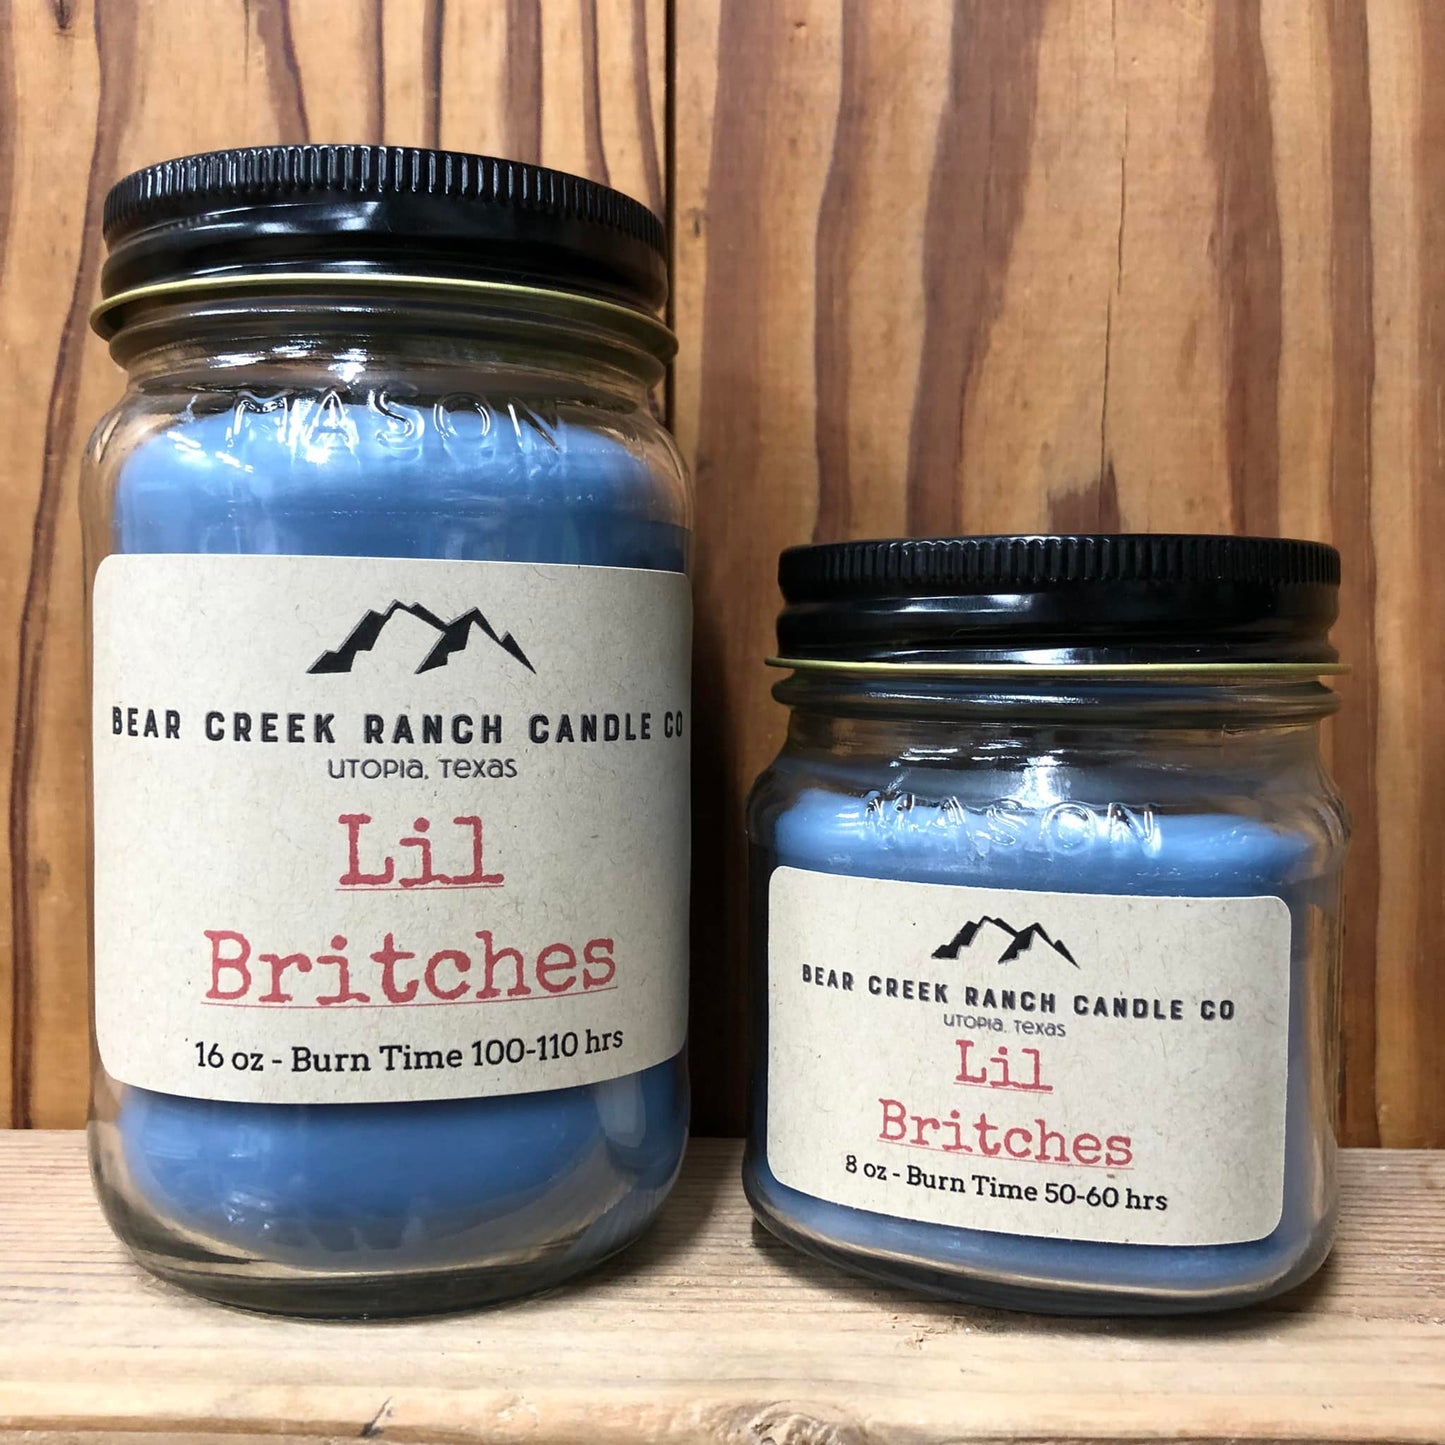 MASON
BEAR CREEK RANCH CANDLE CO
UTOPIA, TEXAS
Lil
Britches
16 oz - Burn Time 100-110 hrs
MASON
BEAR CREEK RANCH CANDLE CO
UTOPIA, TEXAS
Lil
Britches
8 oz - Burn Time 50-60 hrs